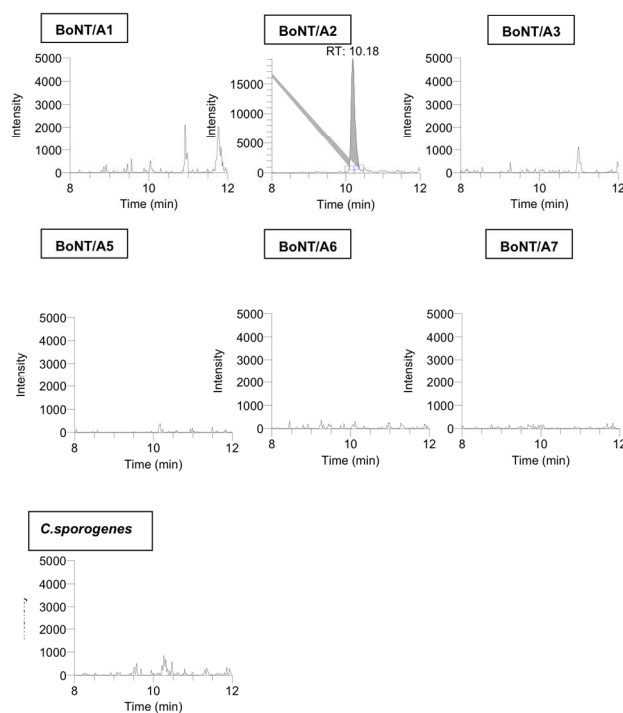 BoNT/A1
BoNT/A2
BoNT/A3
RT: 10.18
5000
4000
3000
2000
1000
0
Intensity
8
10
12
Time (min)
15000
10000
5000
0
Intensity
8
10
12
Time (min)
5000
4000
3000
2000
1000
0
Intensity
8
10
12
Time (min)
BoNT/A5
BoNT/A6
BoNT/A7
5000
4000
3000
2000
1000
0
Intensity
8
10
12
Time (min)
5000
4000
3000
2000
1000
0
Intensity
8
10
12
Time (min)
5000
4000
3000
2000
1000
0
Intensity
8
10
12
Time (min)
C.sporogenes
5000
4000
3000
2000
1000
0
8
10
12
Time (min)